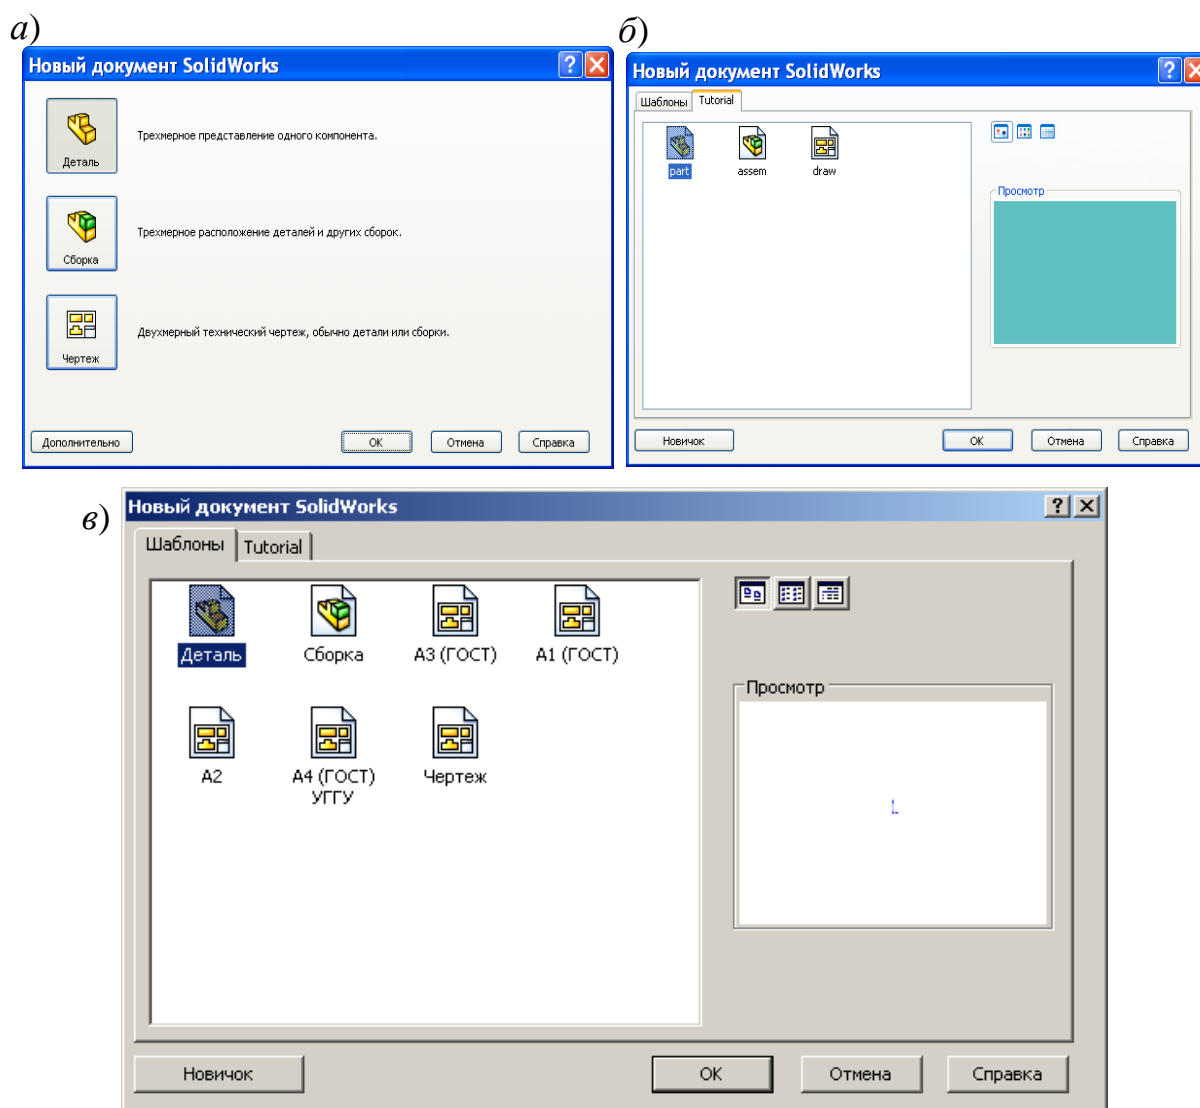 а)
Новый документ SolidWorks
Деталь
Трехмерное представление одного компонента.
Сборка
Трехмерное расположение деталей и других сборок.
Чертеж
Двухмерный технический чертеж, обычно детали или сборки.
Дополнительно
ОК
Отмена
Справка
б)
Новый документ SolidWorks
Шаблоны
Tutorial
part
assem
draw
Просмотр
Новичок
ОК
Отмена
Справка
в)
Новый документ SolidWorks
Шаблоны
Tutorial
Деталь
Сборка
А3 (ГОСТ)
А1 (ГОСТ)
А2
А4 (ГОСТ)
УГГУ
Чертеж
Просмотр
Новичок
ОК
Отмена
Справка